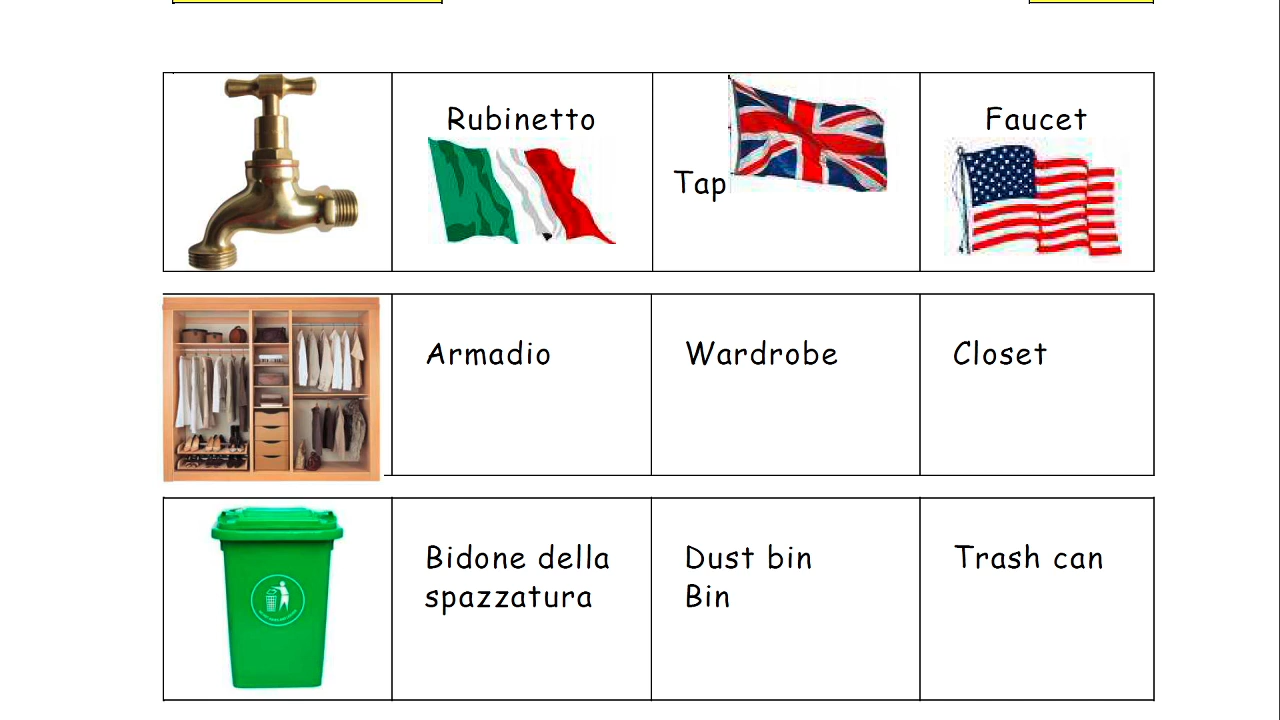 Rubinetto
Tap
Faucet
Armadio
Wardrobe
Closet
Bidone della
spazzatura
Dust bin
Bin
Trash can